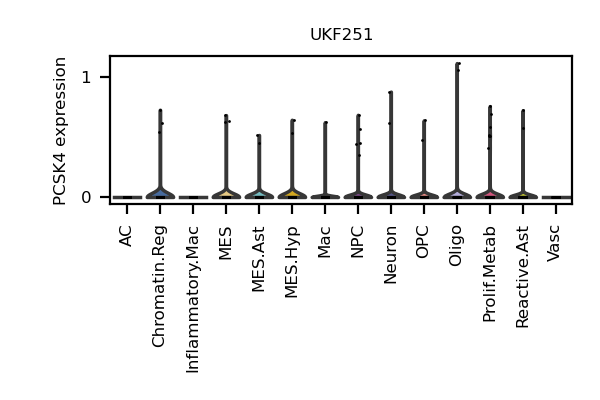 UKF251
PCSK4 expression
1
0
AC
Chromatin.Reg
Inflammatory.Mac
MES
MES.Ast
MES.Hyp
Mac
NPC
Neuron
OPC
Oligo
Prolif.Metab
Reactive.Ast
Vasc